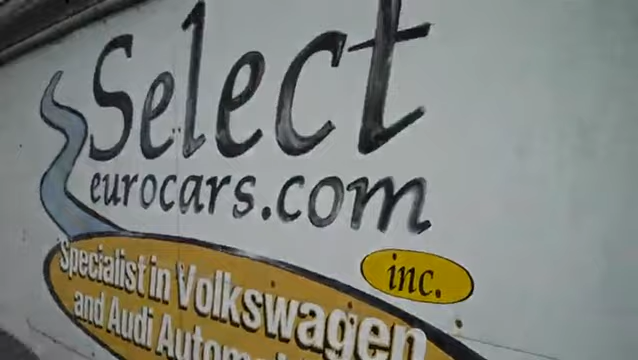 Select
eurocars.com
inc.
Specialist in Volkswagen
and Audi